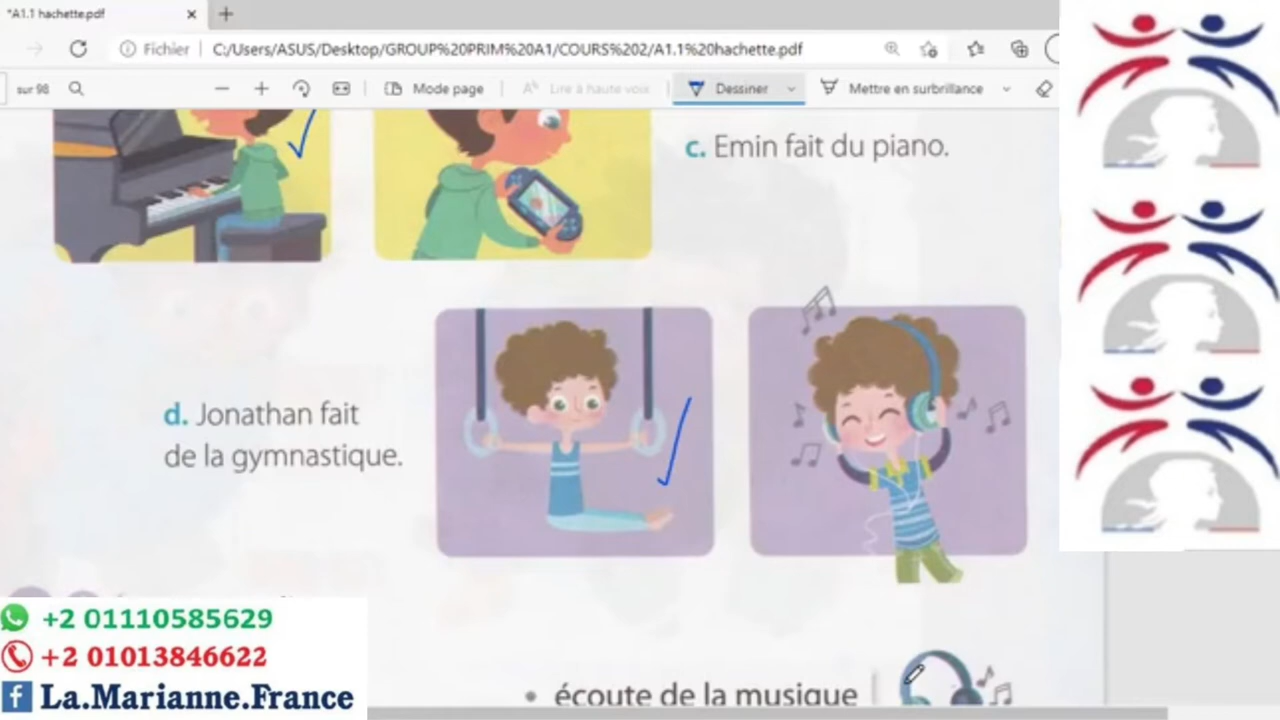 *A1.1 hachette.pdf
Fichier C:/Users/ASUS/Desktop/GROUP%20PRIM%20A1/COURS%202/A1.1%20hachette.pdf
sur 98 Mode page Lire à haute voix Dessiner Mettre en surbrillance
c. Emin fait du piano.
d. Jonathan fait
de la gymnastique.
• écoute de la musique
+2 01110585629
+2 01013846622
La.Marianne.France